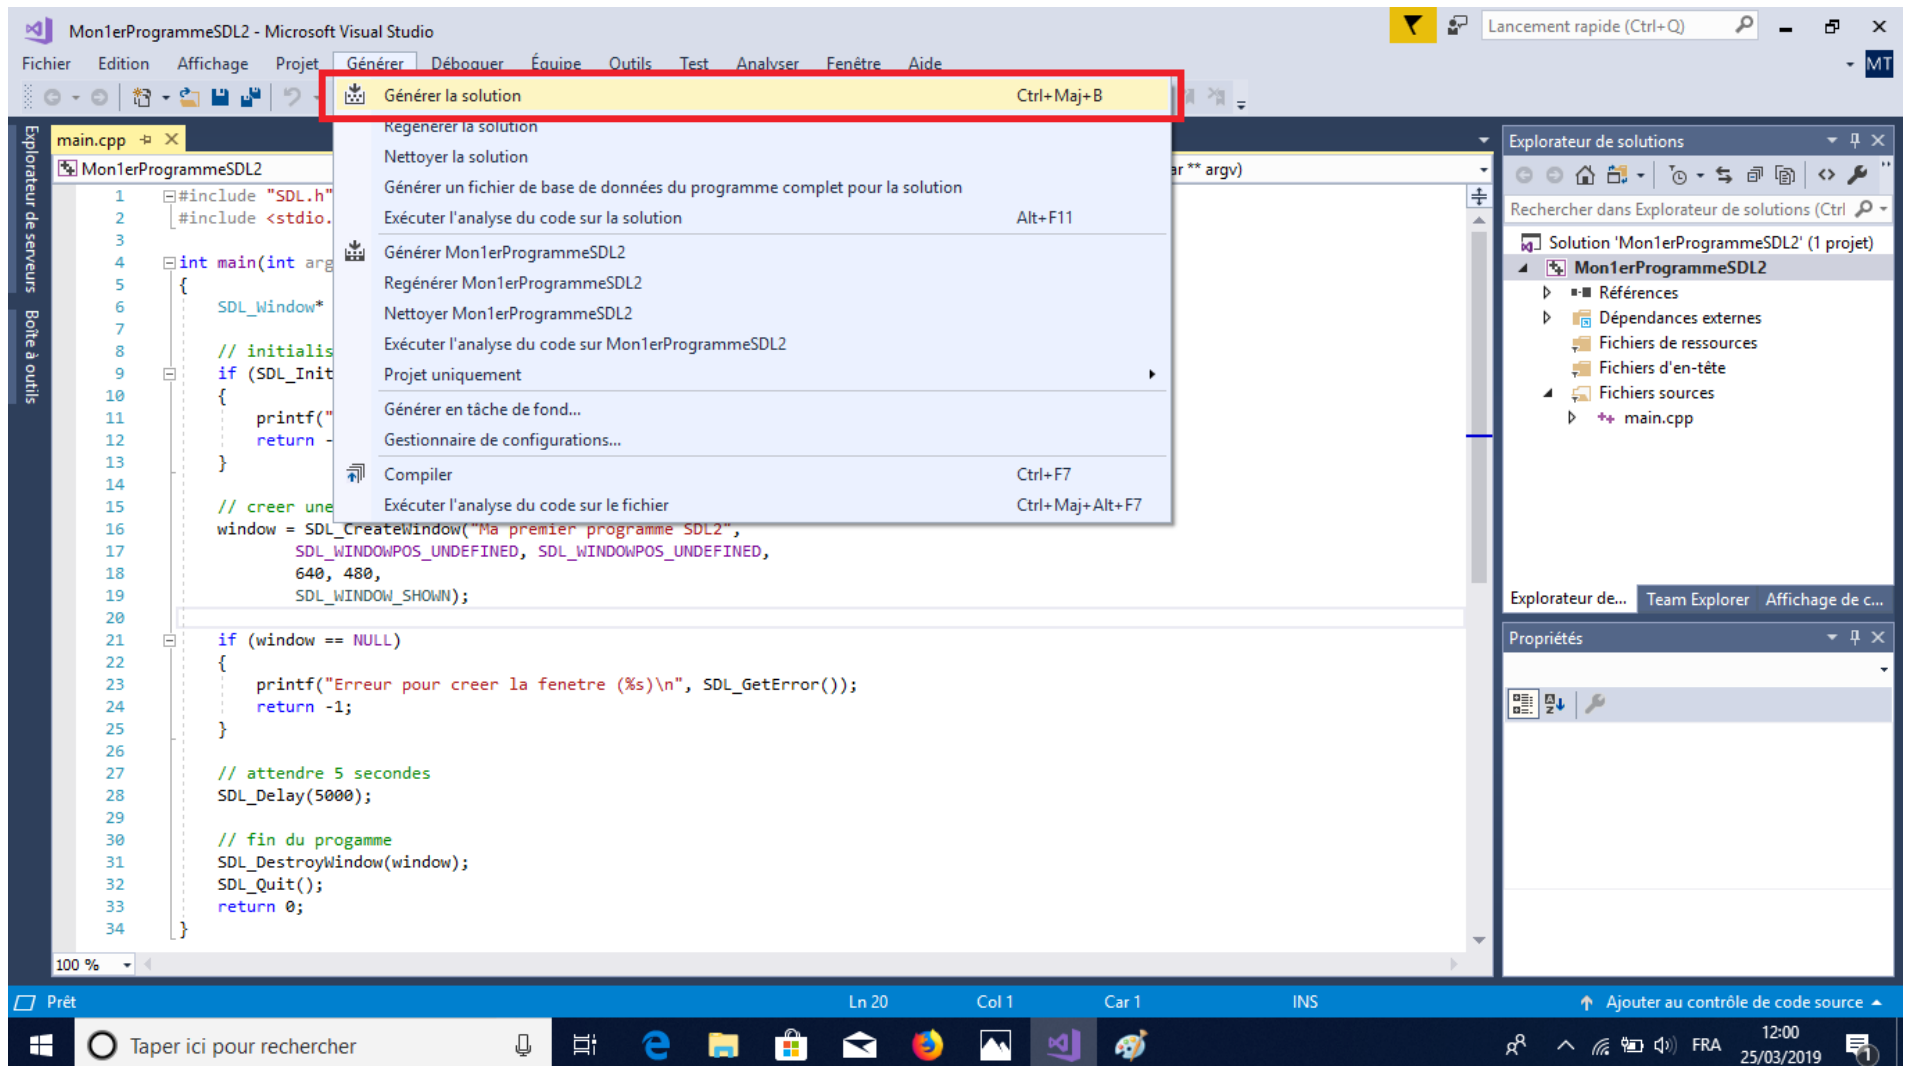 Mon1erProgrammeSDL2 - Microsoft Visual Studio
Lancement rapide (Ctrl+Q)
Fichier Edition Affichage Projet Générer Déboguer Équipe Outils Test Analyser Fenêtre Aide
MT
Générer la solution Ctrl+Maj+B
Regénérer la solution
Nettoyer la solution
Générer un fichier de base de données du programme complet pour la solution
Exécuter l'analyse du code sur la solution Alt+F11
Générer Mon1erProgrammeSDL2
Regénérer Mon1erProgrammeSDL2
Nettoyer Mon1erProgrammeSDL2
Exécuter l'analyse du code sur Mon1erProgrammeSDL2
Projet uniquement
Générer en tâche de fond...
Gestionnaire de configurations...
Compiler Ctrl+F7
Exécuter l'analyse du code sur le fichier Ctrl+Maj+Alt+F7
Explorateur de serveurs
Boîte à outils
main.cpp
Mon1erProgrammeSDL2
ar ** argv)
1 #include "SDL.h"
2 #include <stdio.
3
4 int main(int arg
5 {
6 SDL_Window*
7
8 // initialis
9 if (SDL_Init
10 {
11 printf("
12 return -
13 }
14
15 // creer une
16 window = SDL_CreateWindow("Ma premier programme SDL2",
17 SDL_WINDOWPOS_UNDEFINED, SDL_WINDOWPOS_UNDEFINED,
18 640, 480,
19 SDL_WINDOW_SHOWN);
20
21 if (window == NULL)
22 {
23 printf("Erreur pour creer la fenetre (%s)\n", SDL_GetError());
24 return -1;
25 }
26
27 // attendre 5 secondes
28 SDL_Delay(5000);
29
30 // fin du progamme
31 SDL_DestroyWindow(window);
32 SDL_Quit();
33 return 0;
34 }
100 %
Explorateur de solutions
Rechercher dans Explorateur de solutions (Ctrl
Solution 'Mon1erProgrammeSDL2' (1 projet)
Mon1erProgrammeSDL2
Références
Dépendances externes
Fichiers de ressources
Fichiers d'en-tête
Fichiers sources
main.cpp
Explorateur de... Team Explorer Affichage de c...
Propriétés
Prêt Ln 20 Col 1 Car 1 INS Ajouter au contrôle de code source
Taper ici pour rechercher
FRA
12:00
25/03/2019
1